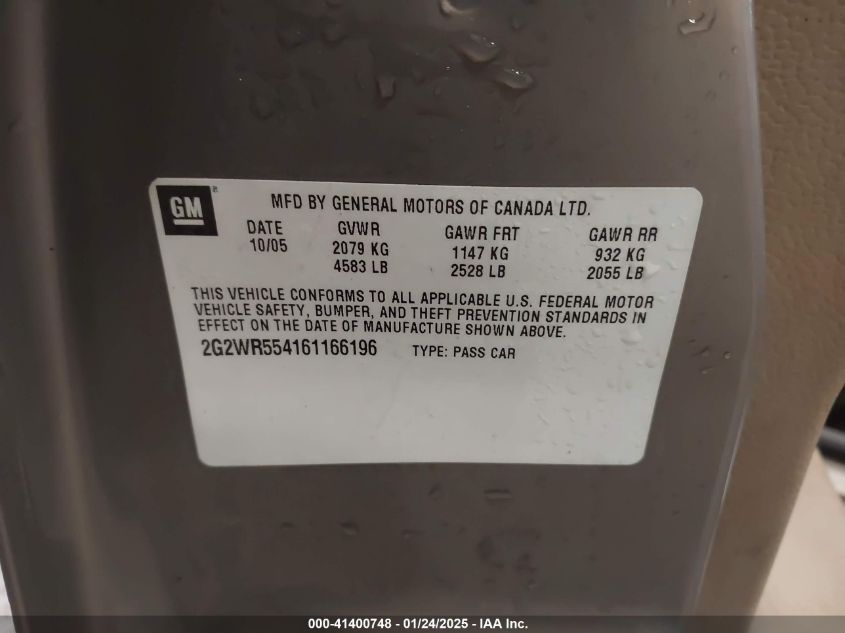 GM
MFD BY GENERAL MOTORS OF CANADA LTD.
DATE GVWR GAWR FRT GAWR RR
10/05 2079 KG 1147 KG 932 KG
4583 LB 2528 LB 2055 LB
THIS VEHICLE CONFORMS TO ALL APPLICABLE U.S. FEDERAL MOTOR
VEHICLE SAFETY, BUMPER, AND THEFT PREVENTION STANDARDS IN
EFFECT ON THE DATE OF MANUFACTURE SHOWN ABOVE.
2G2WR554161166196 TYPE: PASS CAR
000-41400748 - 01/24/2025 - IAA Inc.